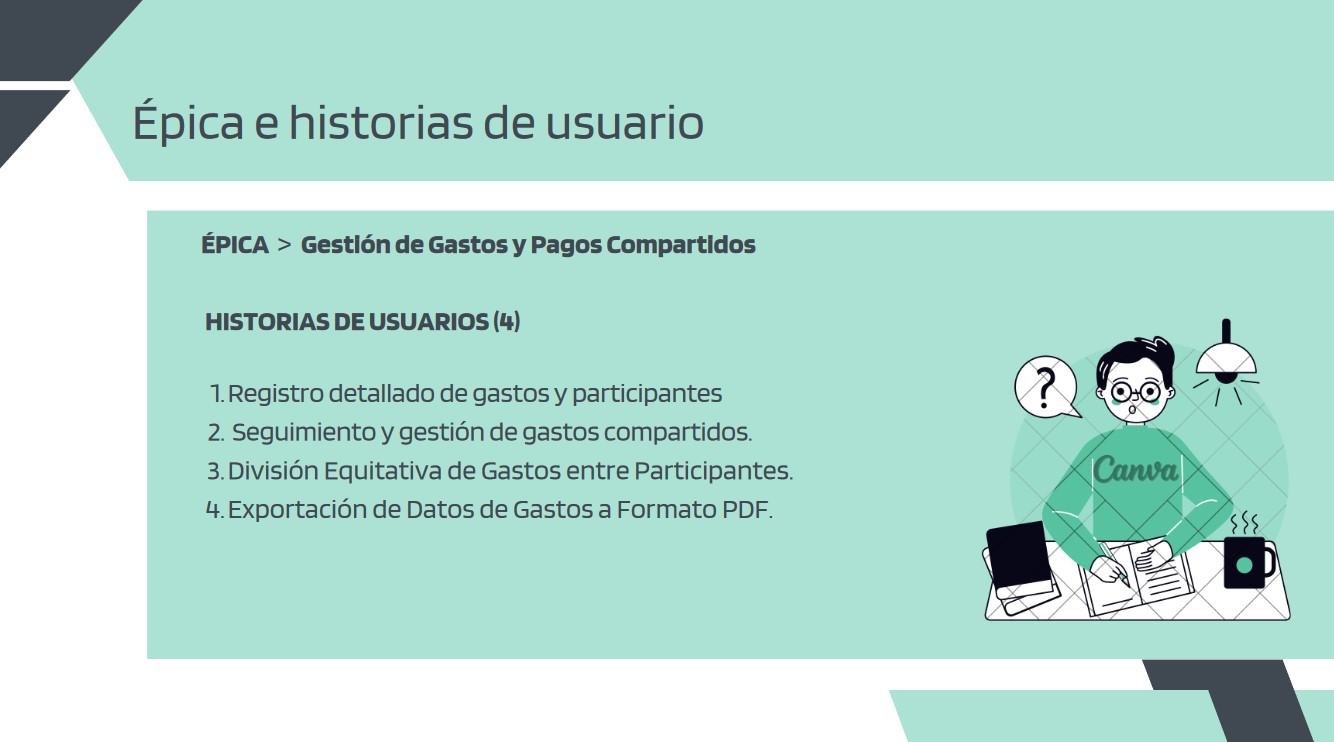 Épica e historias de usuario
ÉPICA > Gestión de Gastos y Pagos Compartidos
HISTORIAS DE USUARIOS (4)
1. Registro detallado de gastos y participantes
2. Seguimiento y gestión de gastos compartidos.
3. División Equitativa de Gastos entre Participantes.
4. Exportación de Datos de Gastos a Formato PDF.
?
Canva